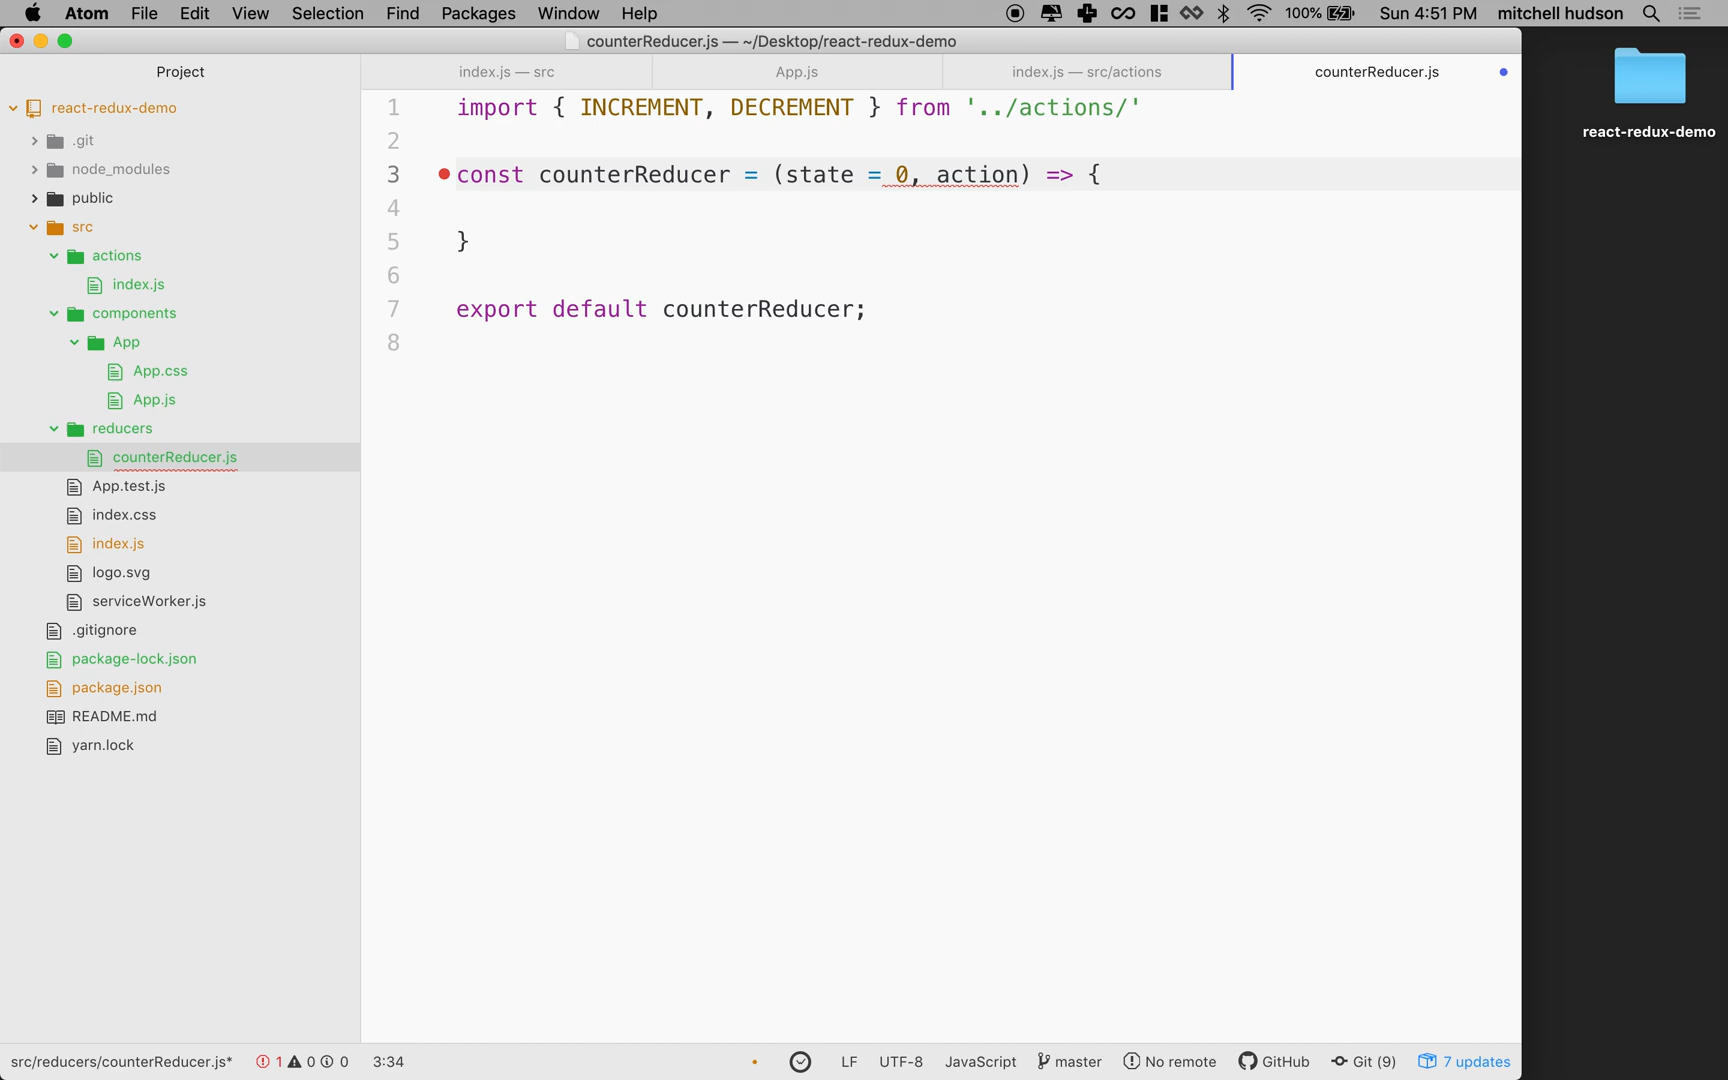 Atom File Edit View Selection Find Packages Window Help 100% Sun 4:51 PM mitchell hudson
counterReducer.js — ~/Desktop/react-redux-demo
Project
index.js — src
App.js
index.js — src/actions
counterReducer.js
react-redux-demo
.git
node_modules
public
src
actions
index.js
components
App
App.css
App.js
reducers
counterReducer.js
App.test.js
index.css
index.js
logo.svg
serviceWorker.js
.gitignore
package-lock.json
package.json
README.md
yarn.lock
1 import { INCREMENT, DECREMENT } from '../actions/'
2
3 const counterReducer = (state = 0, action) => {
4
5 }
6
7 export default counterReducer;
8
react-redux-demo
src/reducers/counterReducer.js* 1 0 0 3:34 LF UTF-8 JavaScript master No remote GitHub Git (9) 7 updates